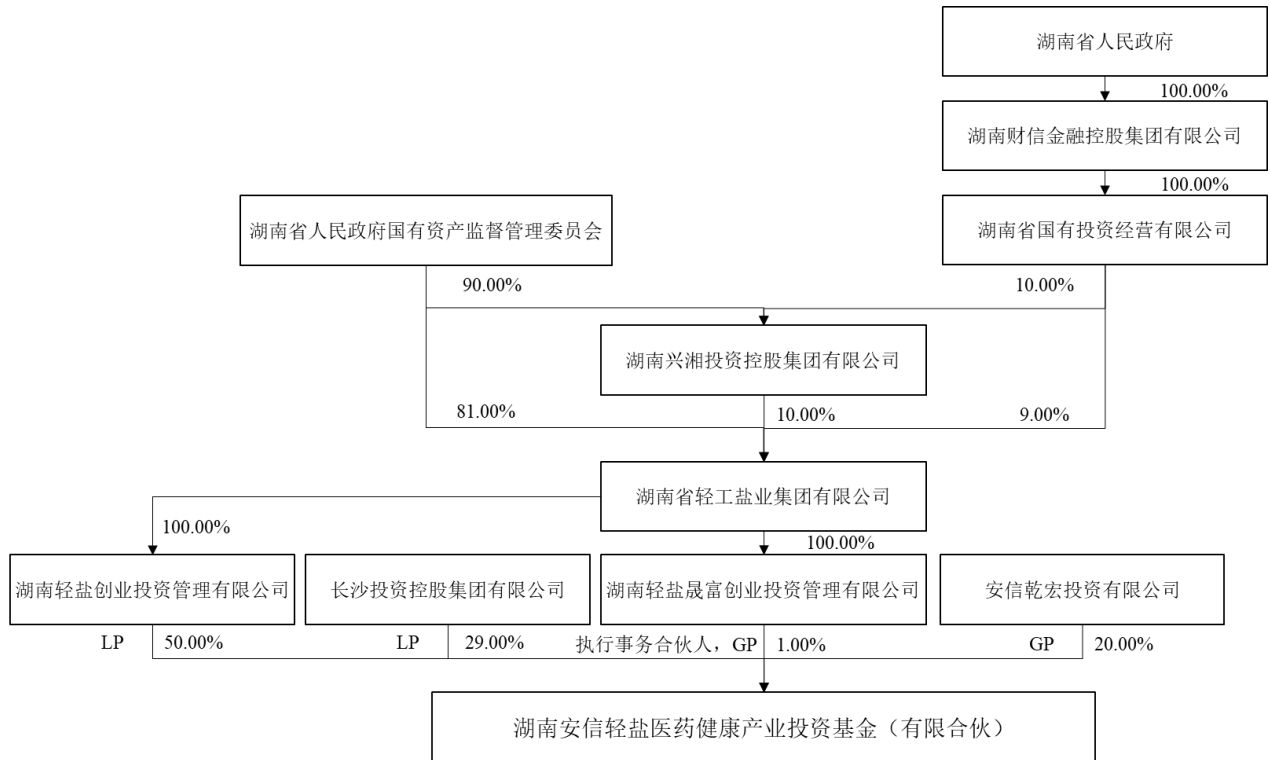 湖南省人民政府
100.00%
湖南财信金融控股集团有限公司
100.00%
湖南省人民政府国有资产监督管理委员会
湖南省国有投资经营有限公司
90.00%
10.00%
湖南兴湘投资控股集团有限公司
81.00%
10.00%
9.00%
湖南省轻工盐业集团有限公司
100.00%
100.00%
湖南轻盐创业投资管理有限公司
长沙投资控股集团有限公司
湖南轻盐晟富创业投资管理有限公司
安信乾宏投资有限公司
LP
50.00%
LP
29.00%
执行事务合伙人，GP
1.00%
GP
20.00%
湖南安信轻盐医药健康产业投资基金（有限合伙）